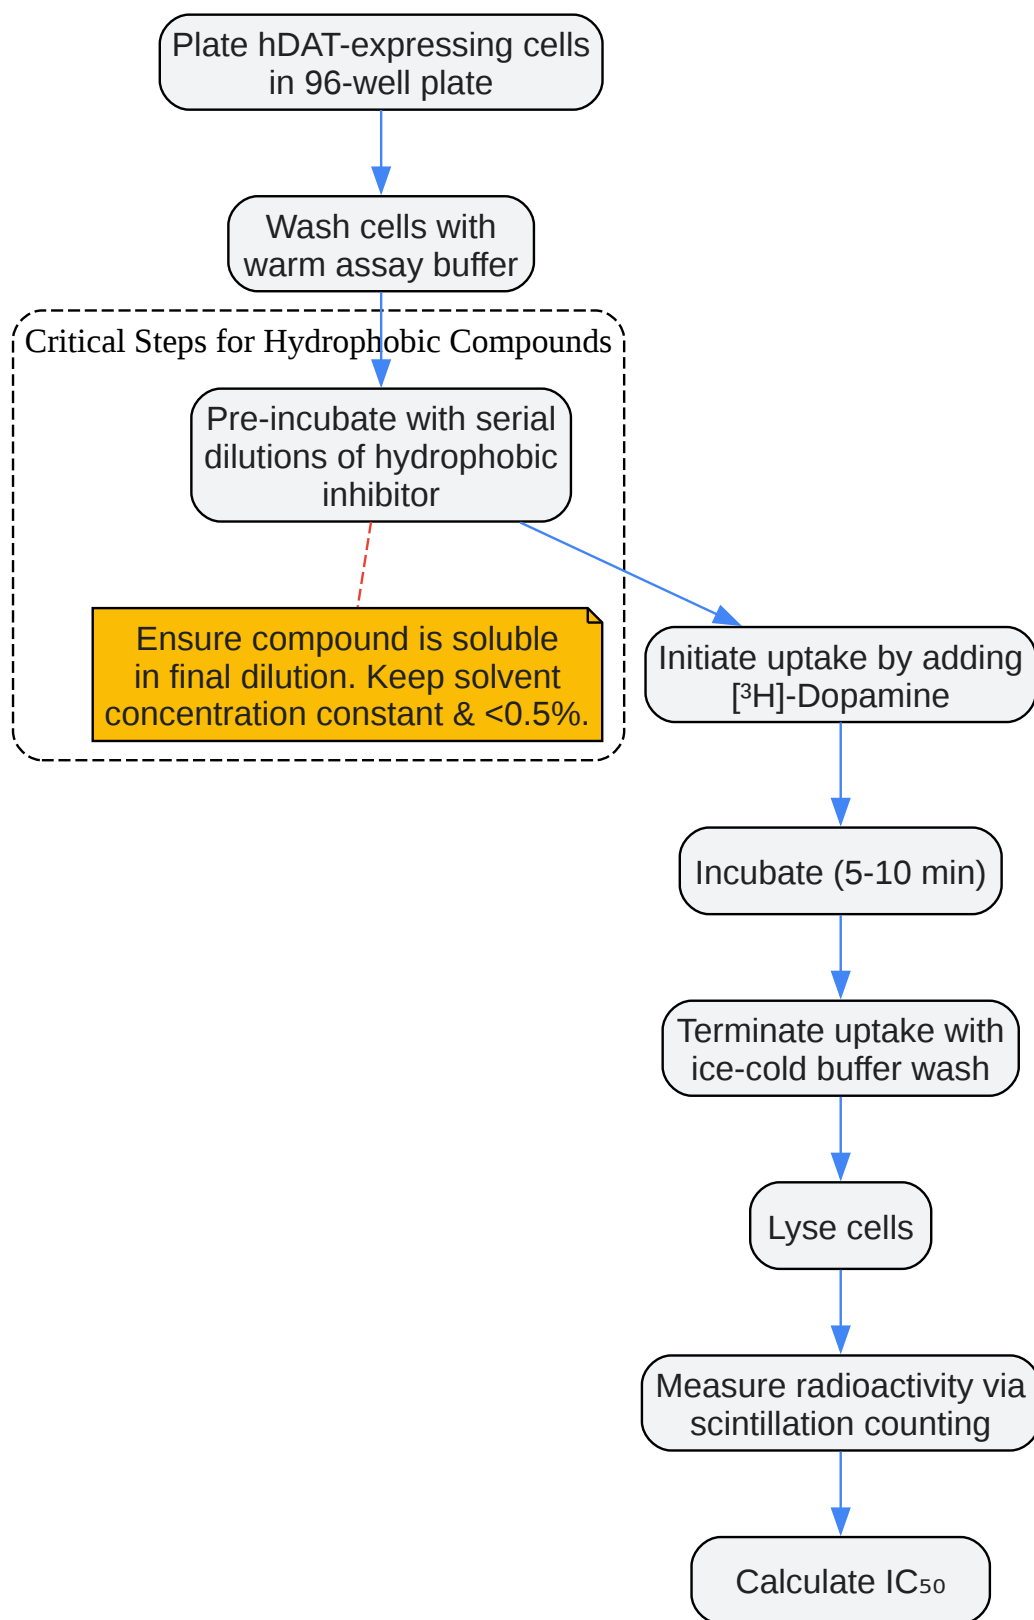 Plate hDAT-expressing cells
in 96-well plate
Wash cells with
warm assay buffer
Critical Steps for Hydrophobic Compounds
Pre-incubate with serial
dilutions of hydrophobic
inhibitor
Ensure compound is soluble
in final dilution. Keep solvent
concentration constant & <0.5%.
Initiate uptake by adding
[³H]-Dopamine
Incubate (5-10 min)
Terminate uptake with
ice-cold buffer wash
Lyse cells
Measure radioactivity via
scintillation counting
Calculate IC₅₀